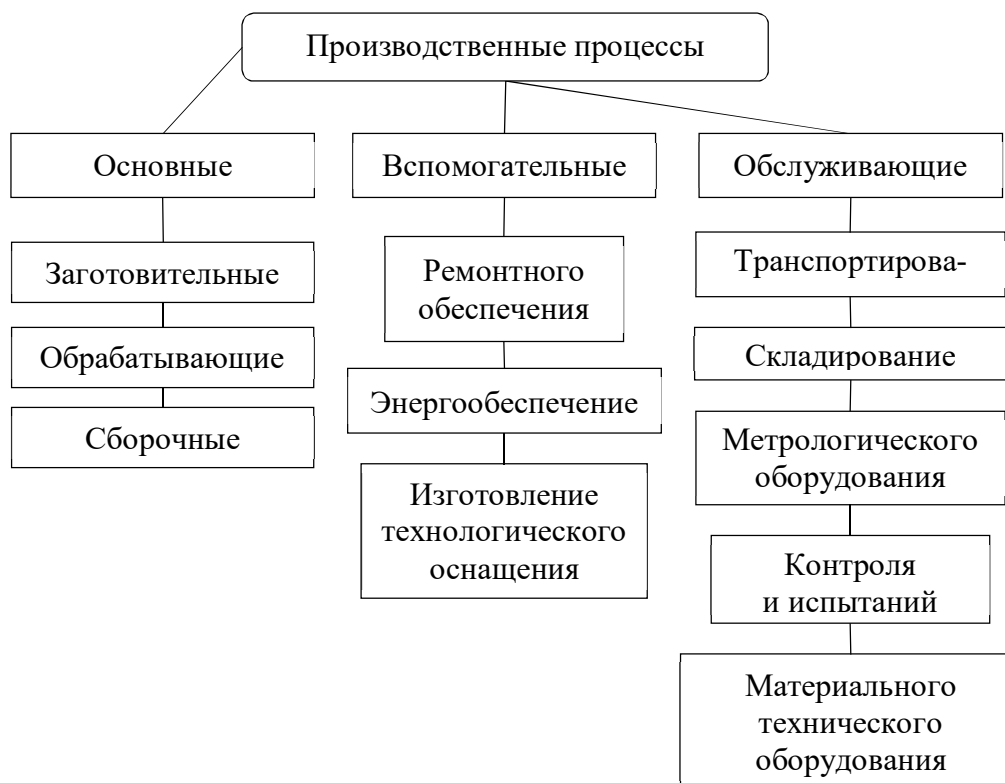 Производственные процессы
Основные
Вспомогательные
Обслуживающие
Заготовительные
Обрабатывающие
Сборочные
Ремонтного
обеспечения
Энергообеспечение
Изготовление
технологического
оснащения
Транспортирова-
Складирование
Метрологического
оборудования
Контроля
и испытаний
Материального
технического
оборудования